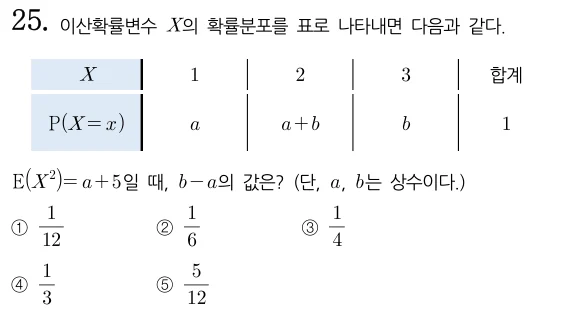 25. 이산확률변수 X의 확률분포를 표로 나타내면 다음과 같다.
X 1 2 3 합계
P(X=x) a a+b b 1
E(X²)=a+5일 때, b-a의 값은? (단, a, b는 상수이다.)
① 1/12 ② 1/6 ③ 1/4
④ 1/3 ⑤ 5/12